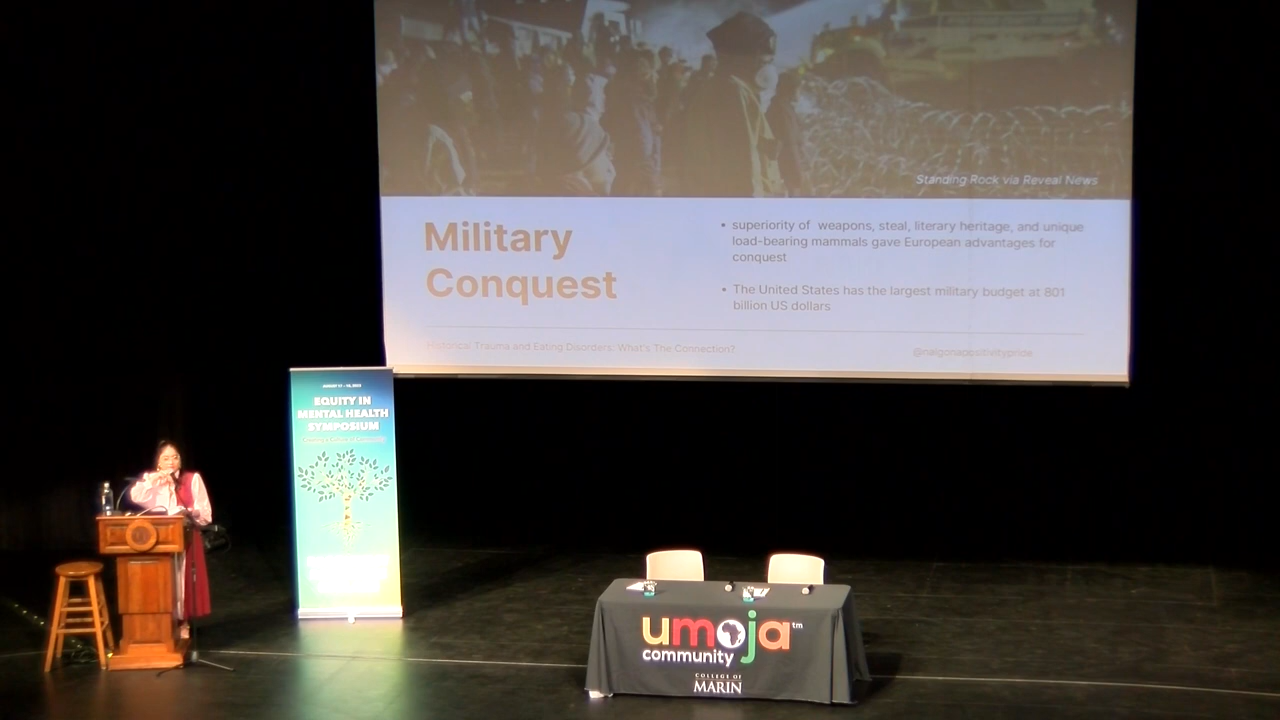 Standing Rock via Reveal News
Military
Conquest
• superiority of weapons, steal, literary heritage, and unique
load-bearing mammals gave European advantages for
conquest
• The United States has the largest military budget at 801
billion US dollars
Historical Trauma and Eating Disorders: What's The Connection?
@nalgonapositivitypride
EQUITY IN
MENTAL HEALTH
SYMPOSIUM
umoja™
community
COLLEGE OF
MARIN